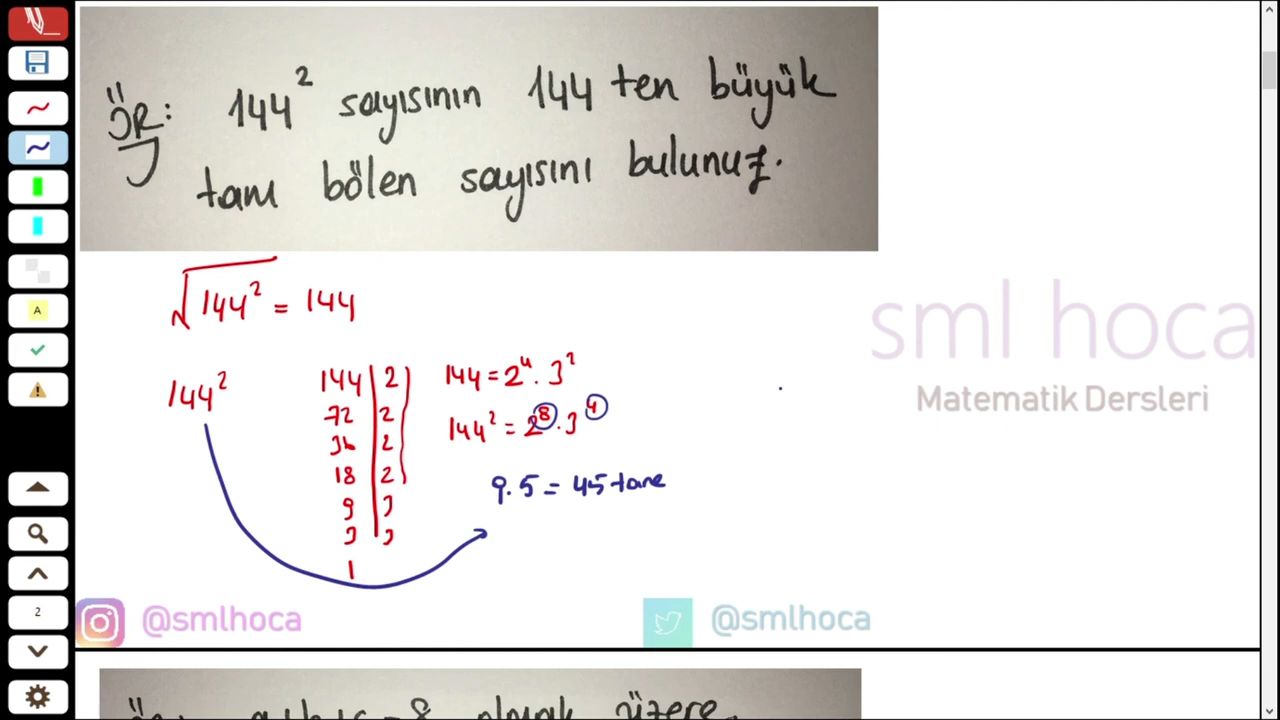 ÖR: 144² sayısının 144 ten büyük
tam bölen sayısını bulunuz.
√144² = 144
144²
144 | 2
72 | 2
36 | 2
18 | 2
9 | 3
3 | 3
1
144 = 2⁴ . 3²
144² = 2⁸ . 3⁴
9.5 = 45 tane
sml hoca
Matematik Dersleri
@smlhoca
@smlhoca
A
2
olmak üzere